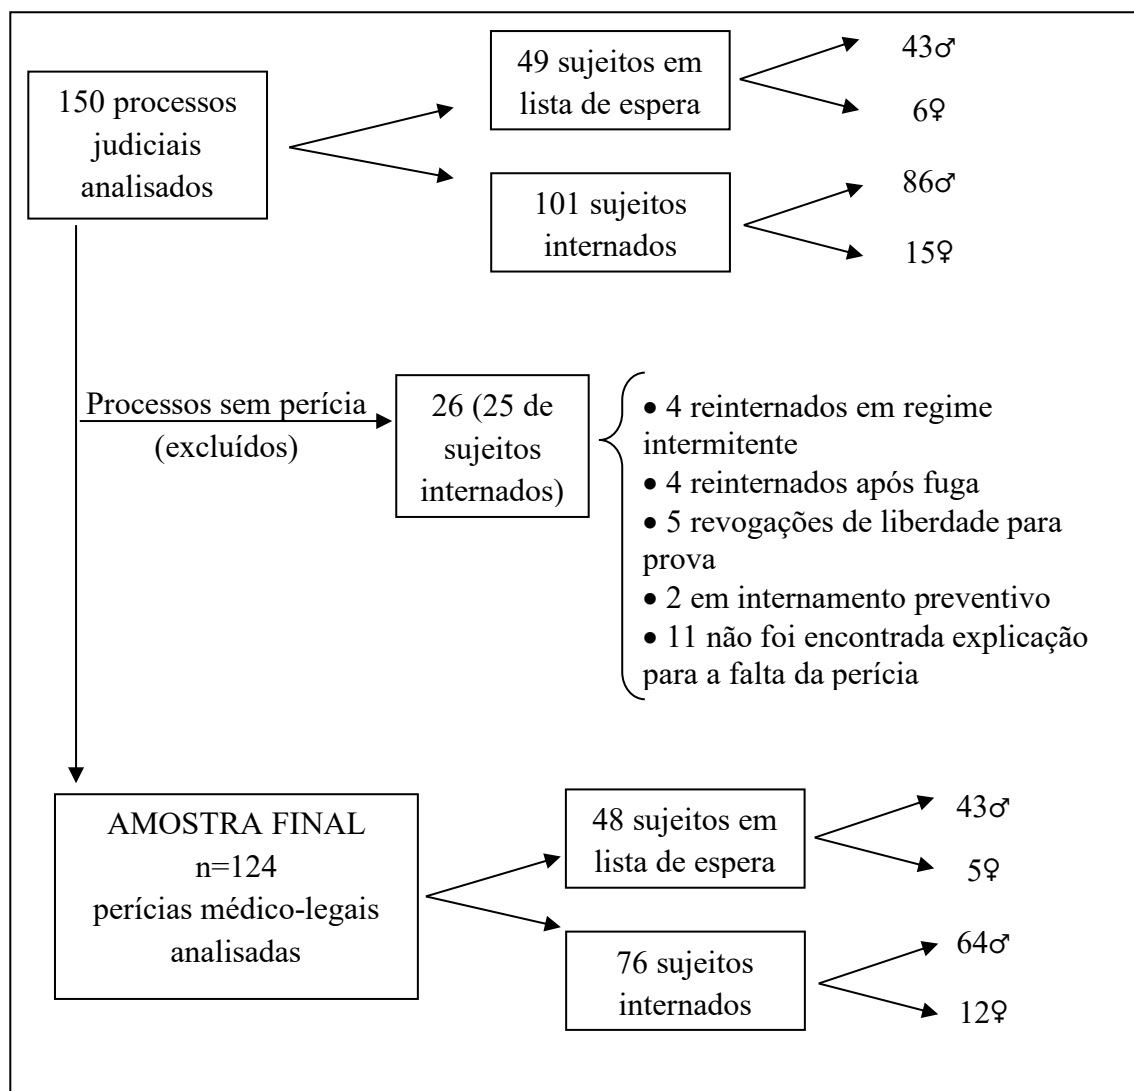 150 processos
judiciais
analisados
49 sujeitos em
lista de espera
43♂
6♀
101 sujeitos
internados
86♂
15♀
Processos sem perícia
(excluídos)
26 (25 de
sujeitos
internados)
• 4 reinternados em regime
intermitente
• 4 reinternados após fuga
• 5 revogações de liberdade para
prova
• 2 em internamento preventivo
• 11 não foi encontrada explicação
para a falta da perícia
AMOSTRA FINAL
n=124
perícias médico-legais
analisadas
48 sujeitos em
lista de espera
43♂
5♀
76 sujeitos
internados
64♂
12♀